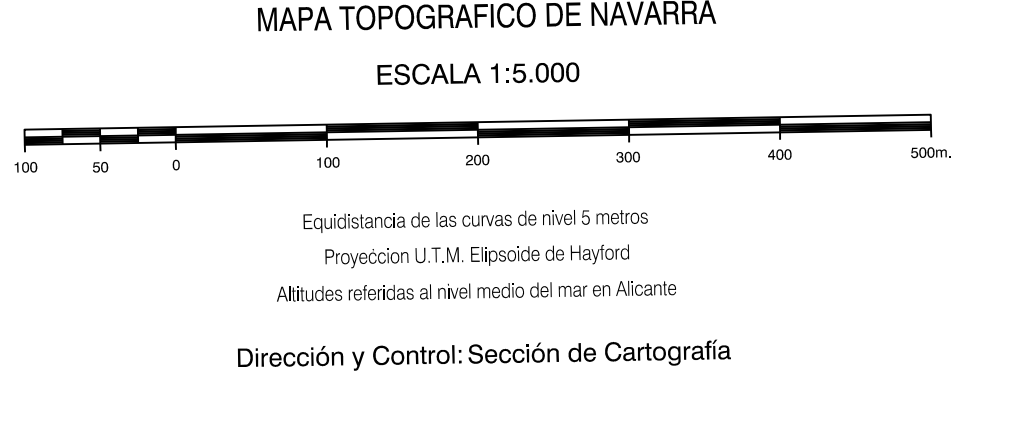 MAPA TOPOGRAFICO DE NAVARRA
ESCALA 1:5.000
100 50 0 100 200 300 400 500m.
Equidistancia de las curvas de nivel 5 metros
Proyeccion U.T.M. Elipsoide de Hayford
Altitudes referidas al nivel medio del mar en Alicante
Dirección y Control: Sección de Cartografía